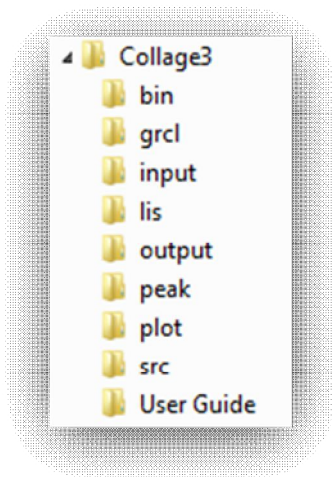 Collage3
bin
grcl
input
lis
output
peak
plot
src
User Guide